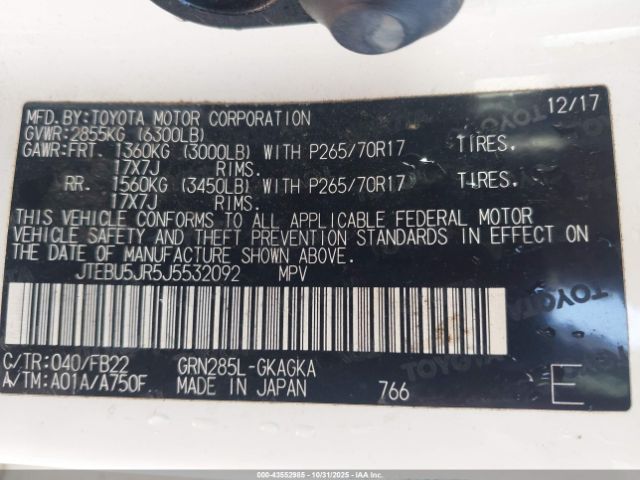 MFD.BY:TOYOTA MOTOR CORPORATION 12/17
GVWR:2855KG (6300LB)
GAWR:FRT. 1360KG (3000LB) WITH P265/70R17 TIRES,
17X7J RIMS.
RR. 1560KG (3450LB) WITH P265/70R17 TIRES,
17X7J RIMS.
THIS VEHICLE CONFORMS TO ALL APPLICABLE FEDERAL MOTOR
VEHICLE SAFETY AND THEFT PREVENTION STANDARDS IN EFFECT ON
THE DATE OF MANUFACTURE SHOWN ABOVE.
JTEBU5JR5J5532092 MPV
C/TR:040/FB22 GRN285L-GKAGKA
A/TM:A01A/A750F MADE IN JAPAN 766 E
TOYOTA
000-43552985 - 10/31/2025 - IAA Inc.